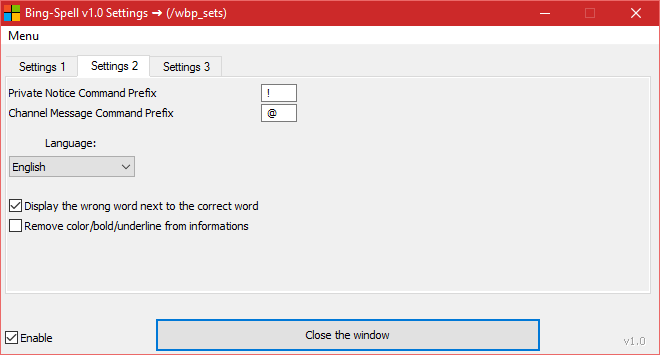 Bing-Spell v1.0 Settings ➔ (/wbp_sets)
Menu
Settings 1 Settings 2 Settings 3
Private Notice Command Prefix !
Channel Message Command Prefix @
Language:
English
Display the wrong word next to the correct word
Remove color/bold/underline from informations
Enable Close the window v1.0